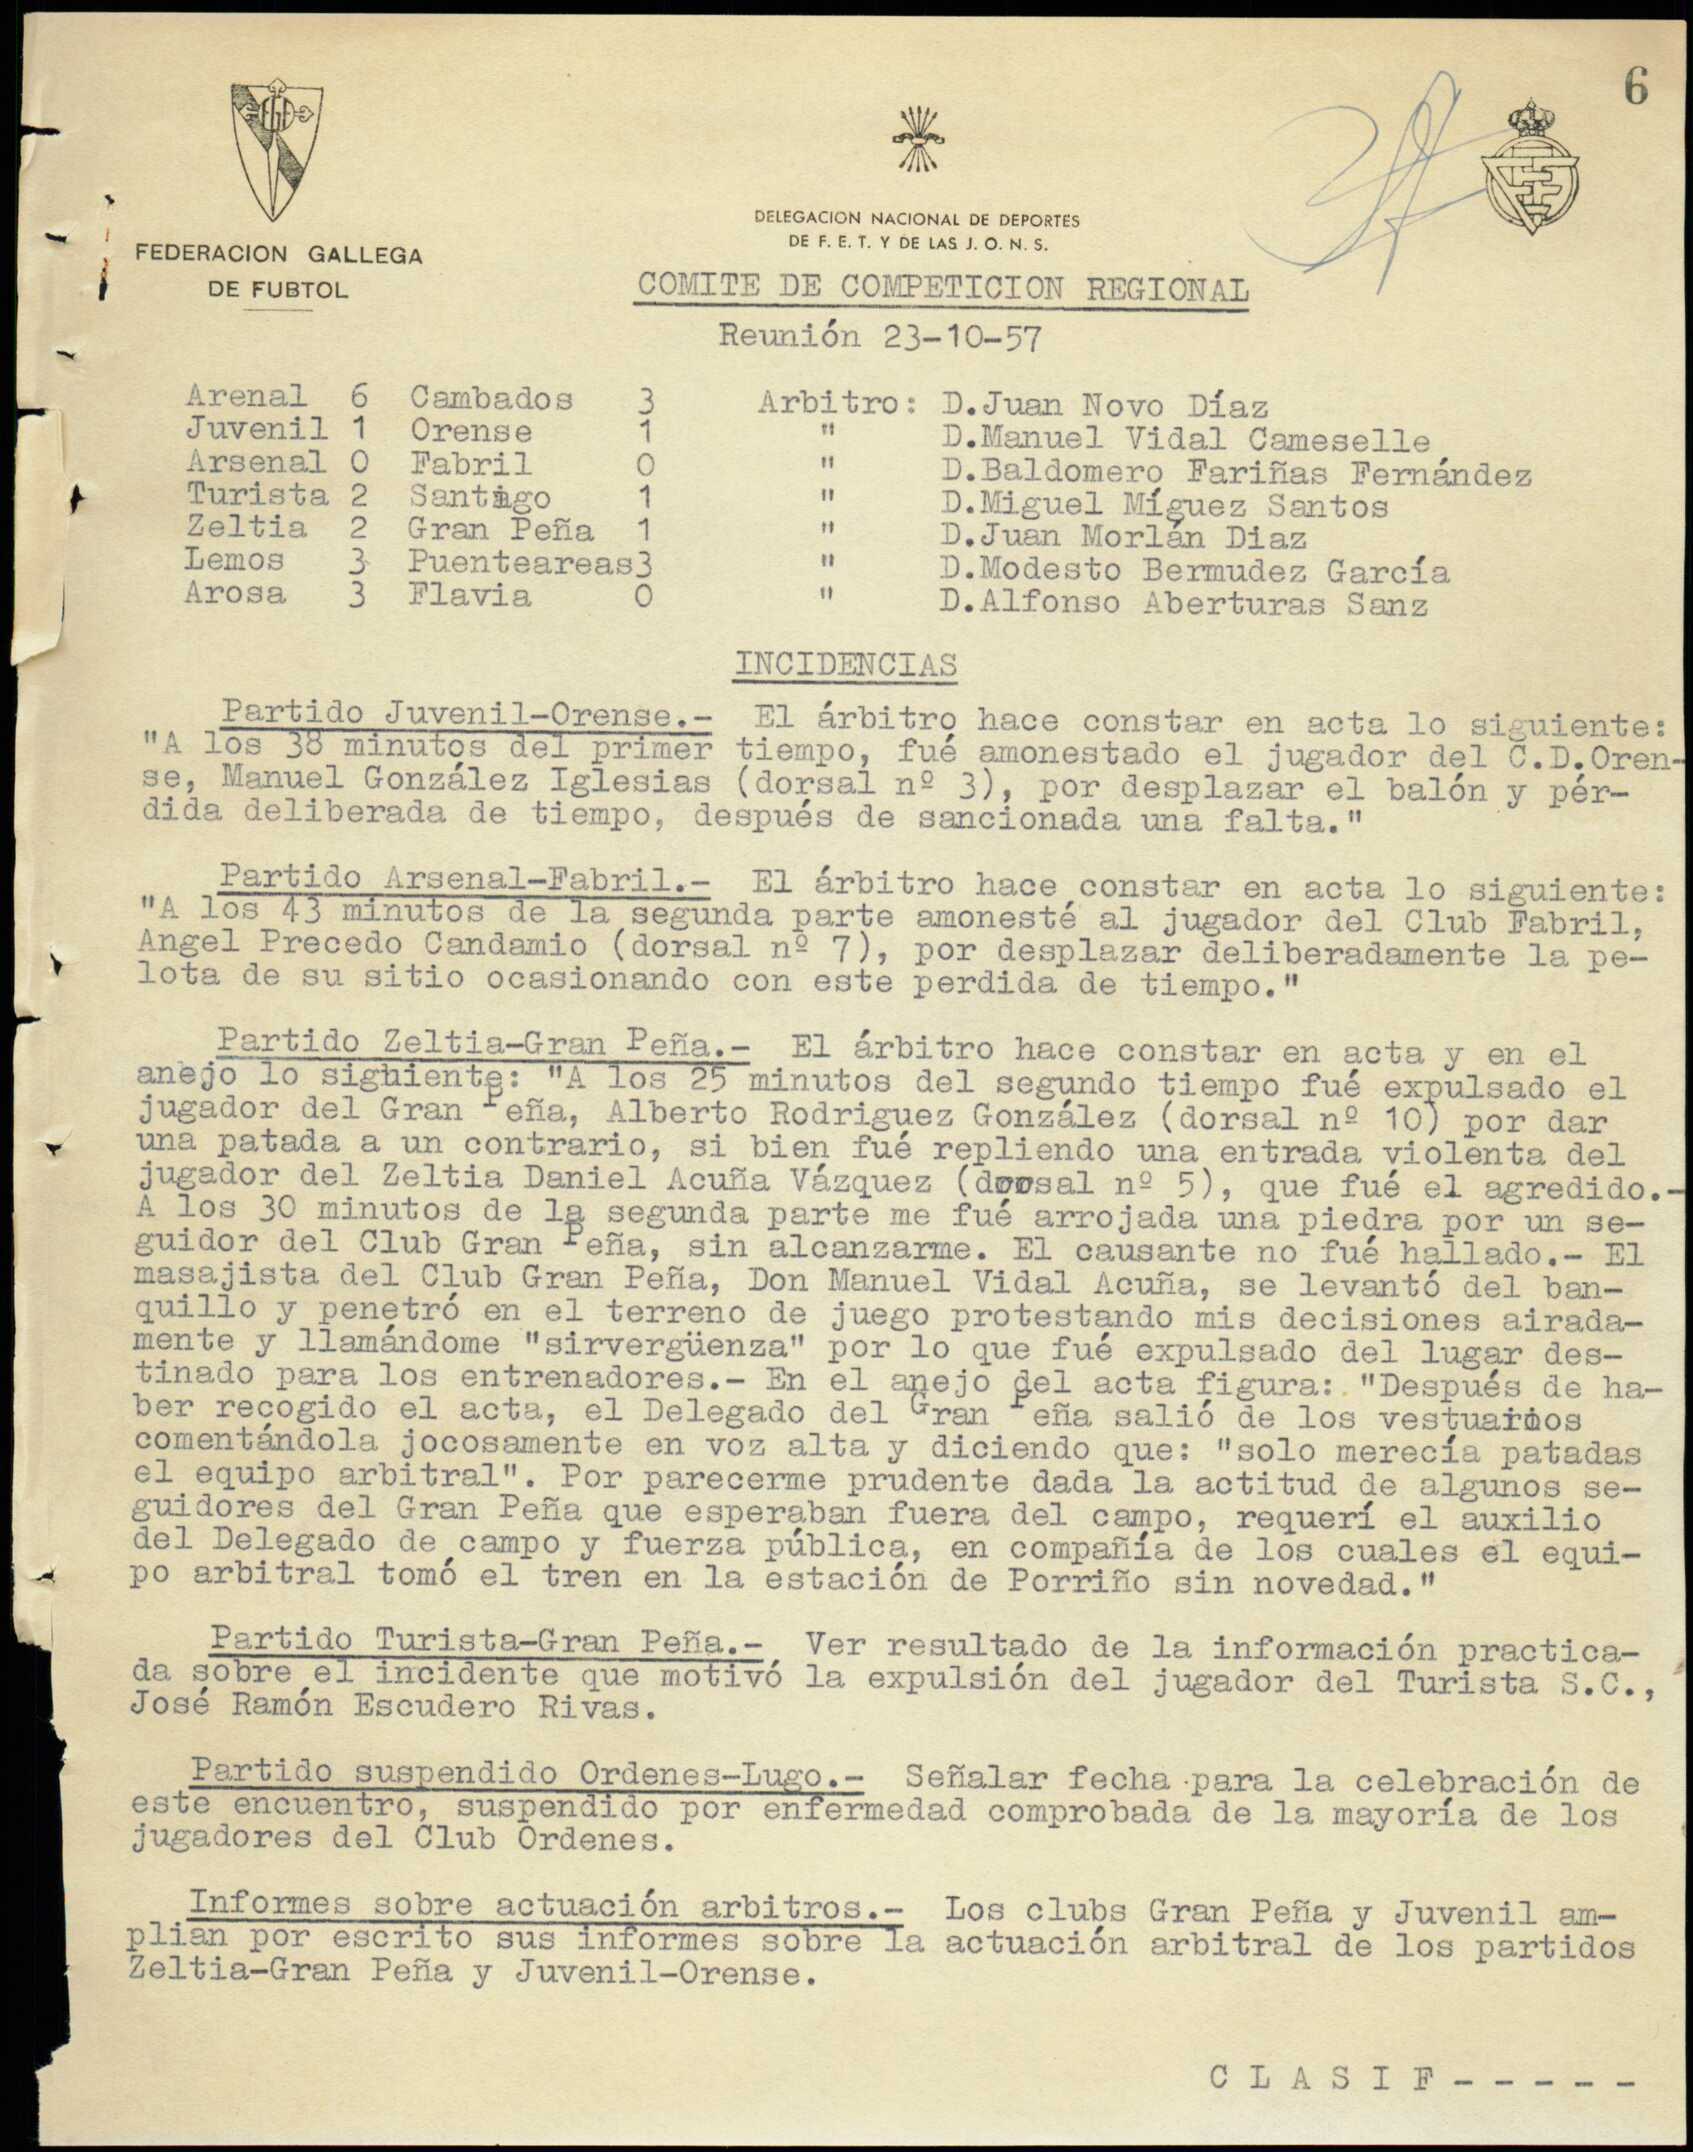 6
FGF
DELEGACION NACIONAL DE DEPORTES
DE F. E. T. Y DE LAS J. O. N. S.
FEDERACION GALLEGA
DE FUBTOL
COMITE DE COMPETICION REGIONAL
Reunión 23-10-57
Arenal 6 Cambados 3 Arbitro: D.Juan Novo Díaz
Juvenil 1 Orense 1 " D.Manuel Vidal Cameselle
Arsenal 0 Fabril 0 " D.Baldomero Fariñas Fernández
Turista 2 Santigo 1 " D.Miguel Míguez Santos
Zeltia 2 Gran Peña 1 " D.Juan Morlán Diaz
Lemos 3 Puenteareas3 " D.Modesto Bermudez García
Arosa 3 Flavia 0 " D.Alfonso Aberturas Sanz
INCIDENCIAS
Partido Juvenil-Orense.- El árbitro hace constar en acta lo siguiente:
"A los 38 minutos del primer tiempo, fué amonestado el jugador del C.D.Oren-
se, Manuel González Iglesias (dorsal nº 3), por desplazar el balón y pér-
dida deliberada de tiempo, después de sancionada una falta."
Partido Arsenal-Fabril.- El árbitro hace constar en acta lo siguiente:
"A los 43 minutos de la segunda parte amonesté al jugador del Club Fabril,
Angel Precedo Candamio (dorsal nº 7), por desplazar deliberadamente la pe-
lota de su sitio ocasionando con este perdida de tiempo."
Partido Zeltia-Gran Peña.- El árbitro hace constar en acta y en el
anejo lo siguiente: "A los 25 minutos del segundo tiempo fué expulsado el
jugador del Gran Peña, Alberto Rodriguez González (dorsal nº 10) por dar
una patada a un contrario, si bien fué repliendo una entrada violenta del
jugador del Zeltia Daniel Acuña Vázquez (dorsal nº 5), que fué el agredido.-
A los 30 minutos de la segunda parte me fué arrojada una piedra por un se-
guidor del Club Gran Peña, sin alcanzarme. El causante no fué hallado.- El
masajista del Club Gran Peña, Don Manuel Vidal Acuña, se levantó del ban-
quillo y penetró en el terreno de juego protestando mis decisiones airada-
mente y llamándome "sirvergüenza" por lo que fué expulsado del lugar des-
tinado para los entrenadores.- En el anejo del acta figura: "Después de ha-
ber recogido el acta, el Delegado del Gran Peña salió de los vestuarios
comentándola jocosamente en voz alta y diciendo que: "solo merecía patadas
el equipo arbitral". Por parecerme prudente dada la actitud de algunos se-
guidores del Gran Peña que esperaban fuera del campo, requerí el auxilio
del Delegado de campo y fuerza pública, en compañía de los cuales el equi-
po arbitral tomó el tren en la estación de Porriño sin novedad."
Partido Turista-Gran Peña.- Ver resultado de la información practica-
da sobre el incidente que motivó la expulsión del jugador del Turista S.C.,
José Ramón Escudero Rivas.
Partido suspendido Ordenes-Lugo.- Señalar fecha para la celebración de
este encuentro, suspendido por enfermedad comprobada de la mayoría de los
jugadores del Club Ordenes.
Informes sobre actuación arbitros.- Los clubs Gran Peña y Juvenil am-
plian por escrito sus informes sobre la actuación arbitral de los partidos
Zeltia-Gran Peña y Juvenil-Orense.
C L A S I F - - - - -